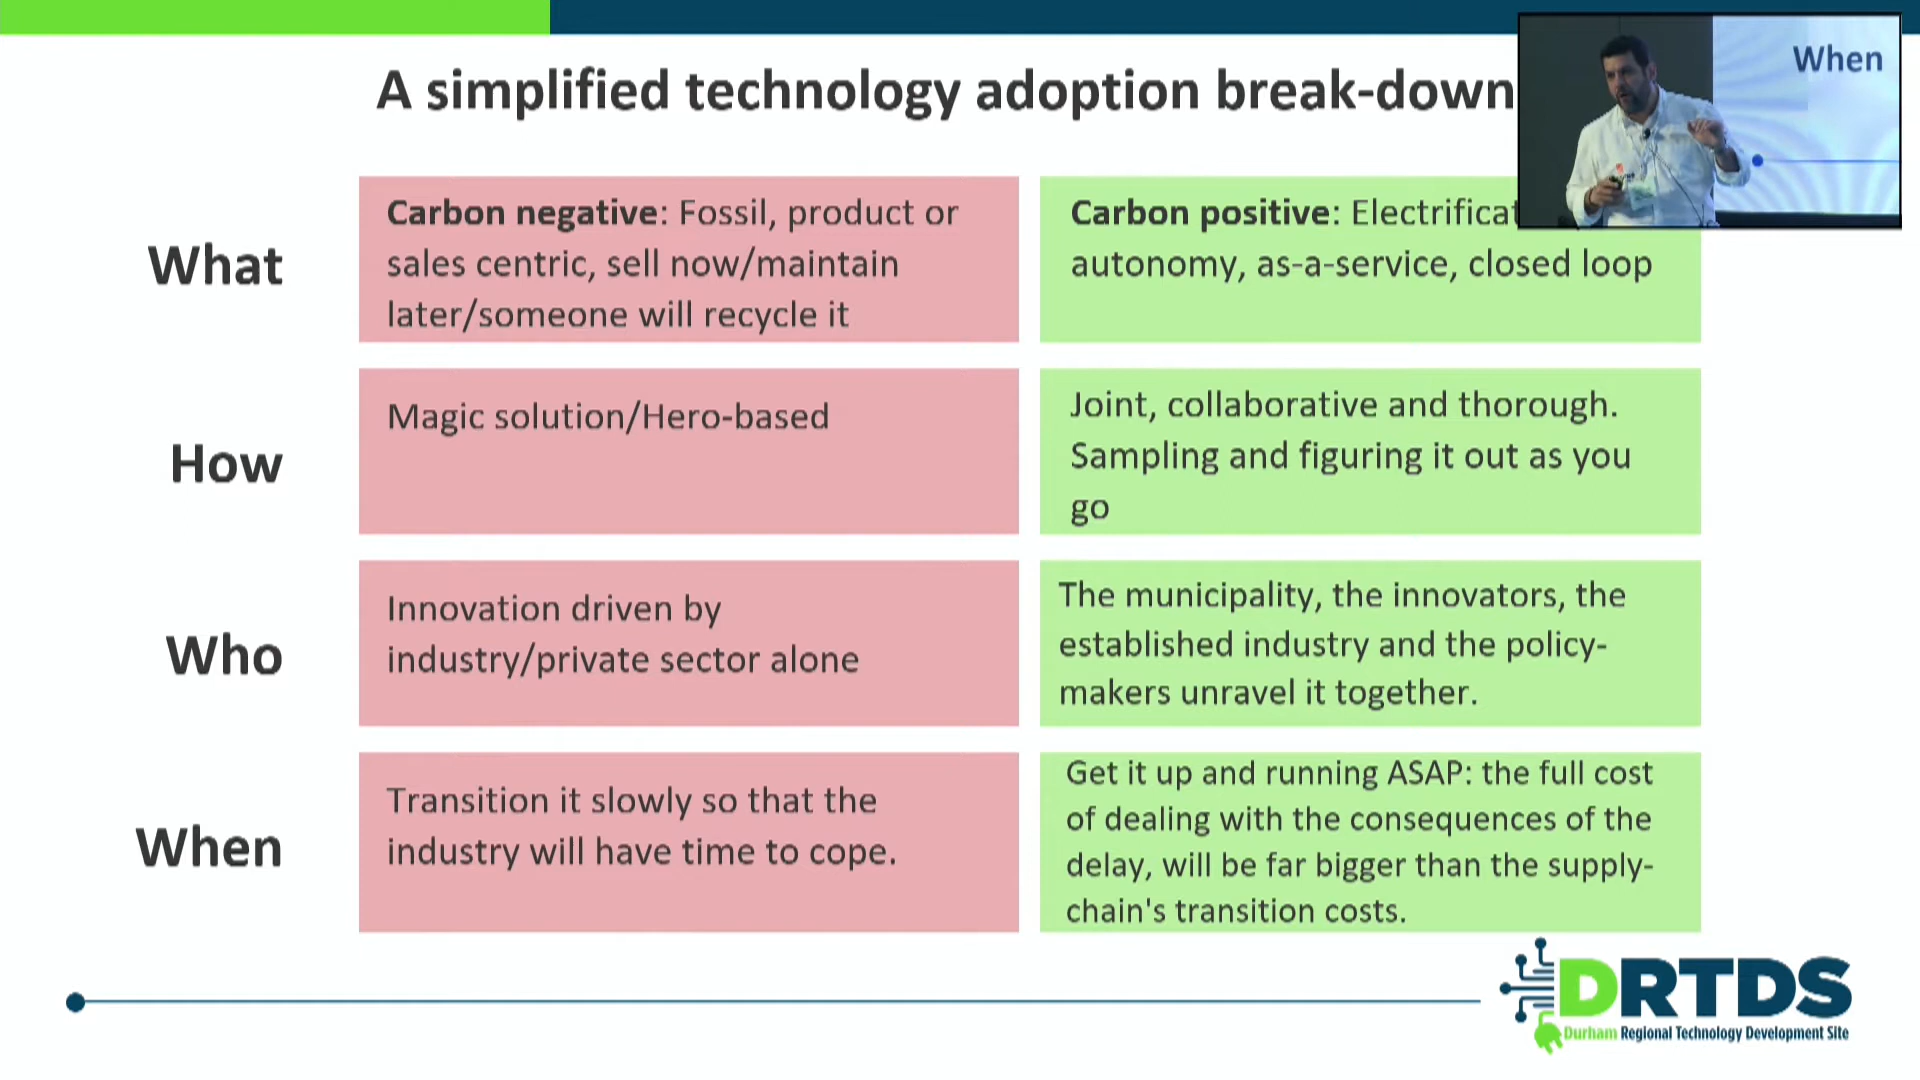 A simplified technology adoption break-down
When
What
Carbon negative: Fossil, product or
sales centric, sell now/maintain
later/someone will recycle it
Carbon positive:
autonomy, as-a-service, closed loop
How
Magic solution/Hero-based
Joint, collaborative and thorough.
Sampling and figuring it out as you
go
Who
Innovation driven by
industry/private sector alone
The municipality, the innovators, the
established industry and the policy-
makers unravel it together.
When
Transition it slowly so that the
industry will have time to cope.
Get it up and running ASAP: the full cost
of dealing with the consequences of the
delay, will be far bigger than the supply-
chain's transition costs.
DRTDS
Durham Regional Technology Development Site